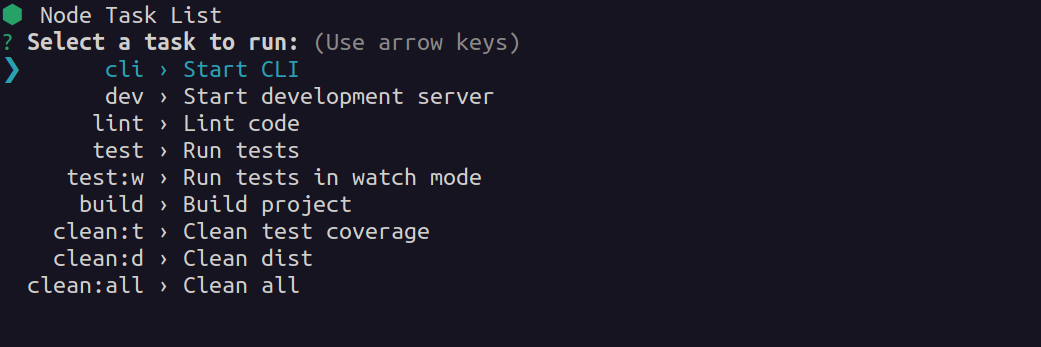 ⬢ Node Task List
? Select a task to run: (Use arrow keys)
❯ cli › Start CLI
dev › Start development server
lint › Lint code
test › Run tests
test:w › Run tests in watch mode
build › Build project
clean:t › Clean test coverage
clean:d › Clean dist
clean:all › Clean all